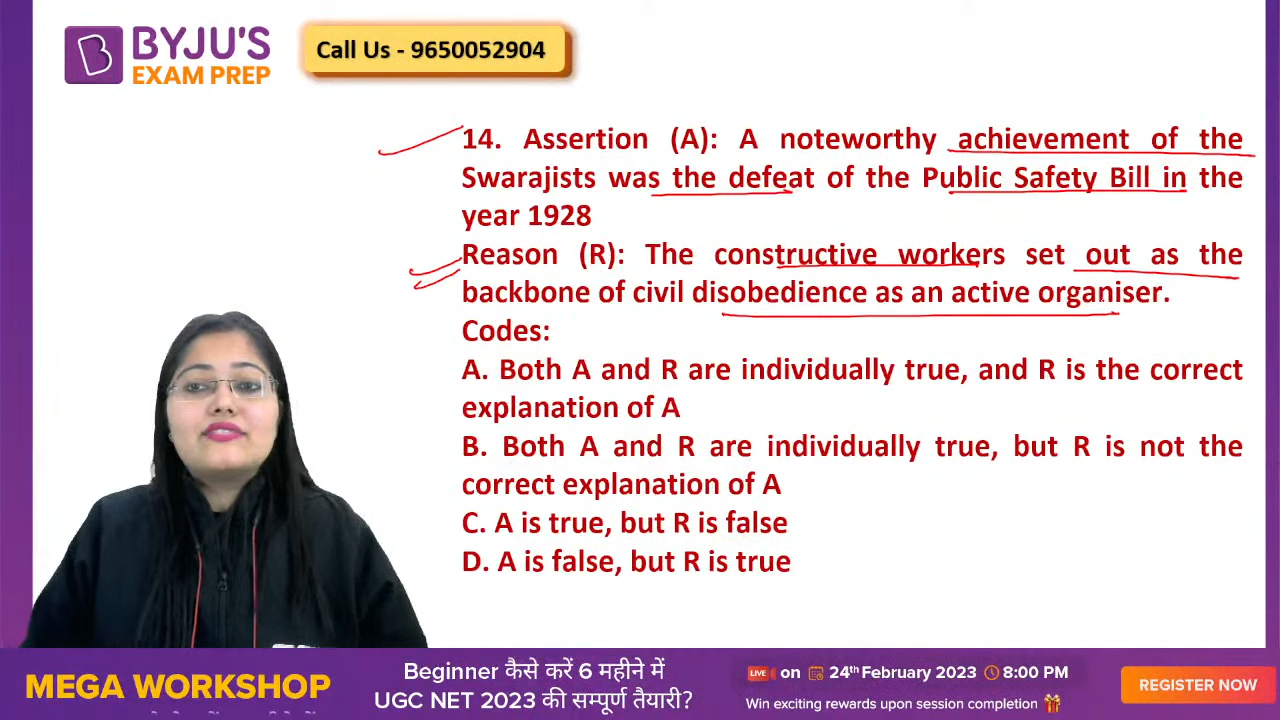 BYJU'S
EXAM PREP
Call Us - 9650052904
14. Assertion (A): A noteworthy achievement of the
Swarajists was the defeat of the Public Safety Bill in the
year 1928
Reason (R): The constructive workers set out as the
backbone of civil disobedience as an active organiser.
Codes:
A. Both A and R are individually true, and R is the correct
explanation of A
B. Both A and R are individually true, but R is not the
correct explanation of A
C. A is true, but R is false
D. A is false, but R is true
MEGA WORKSHOP
Beginner कैसे करें 6 महीने में
UGC NET 2023 की सम्पूर्ण तैयारी?
LIVE on 24th February 2023 8:00 PM
Win exciting rewards upon session completion
REGISTER NOW